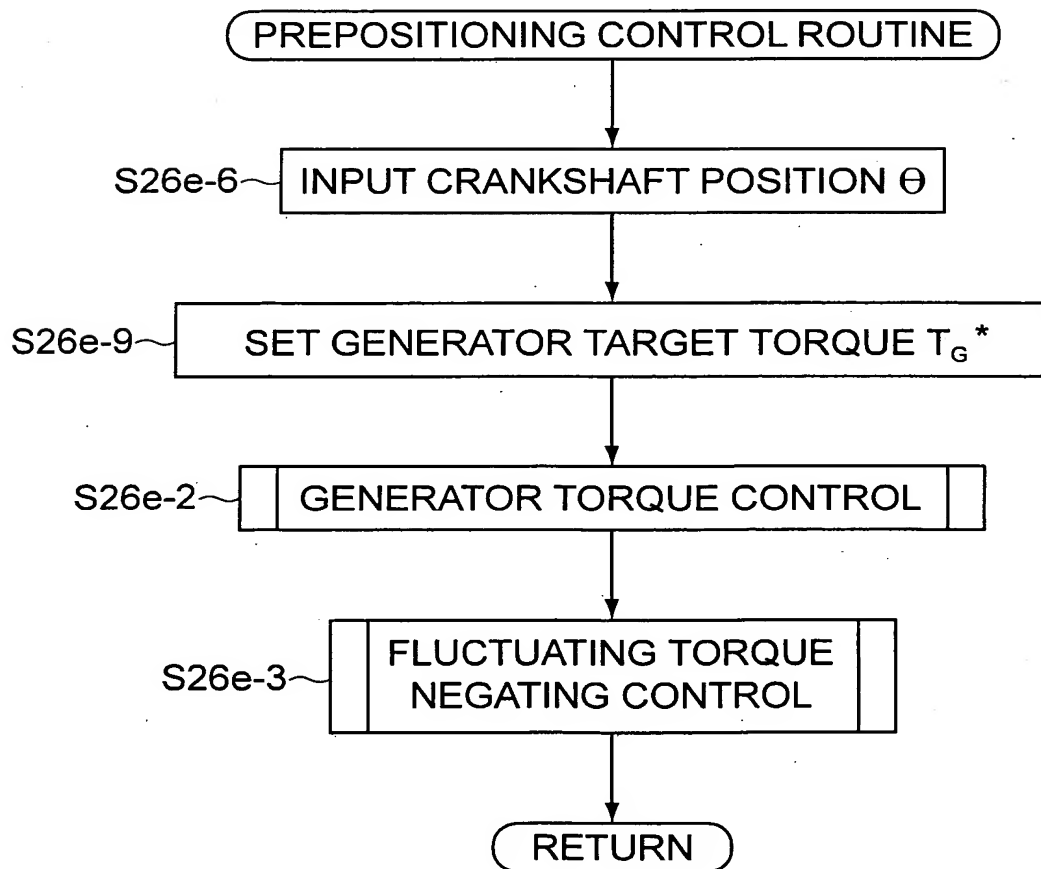 PREPOSITIONING CONTROL ROUTINE
S26e-6
INPUT CRANKSHAFT POSITION Θ
S26e-9
SET GENERATOR TARGET TORQUE T_G*
S26e-2
GENERATOR TORQUE CONTROL
S26e-3
FLUCTUATING TORQUE
NEGATING CONTROL
RETURN